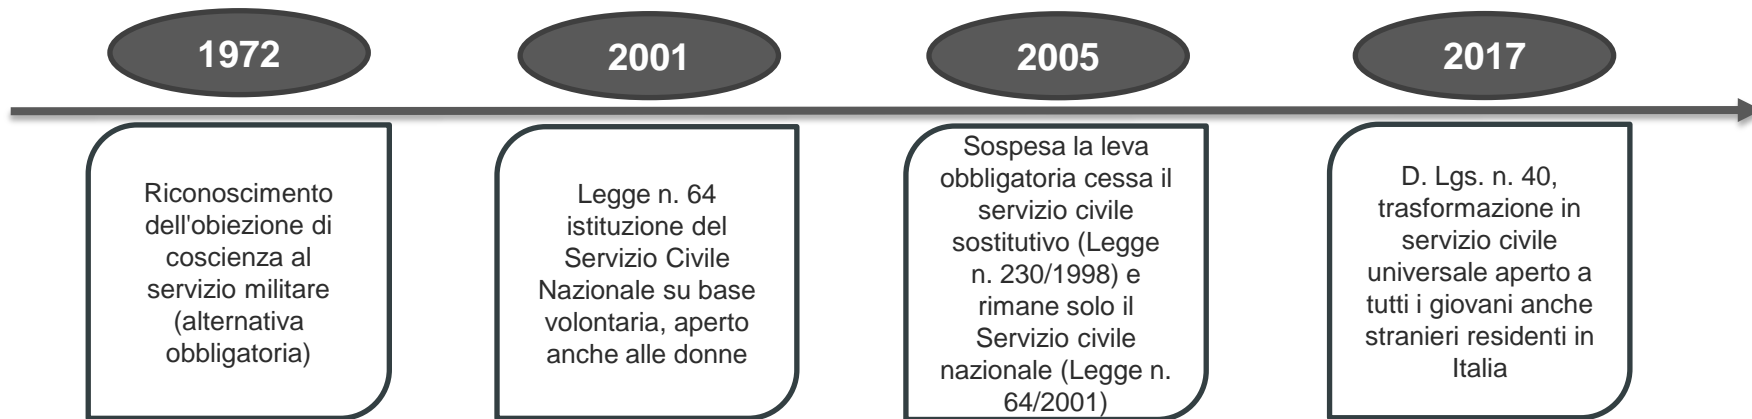 1972
Riconoscimento
dell'obiezione di
coscienza al
servizio militare
(alternativa
obbligatoria)
2001
Legge n. 64
istituzione del
Servizio Civile
Nazionale su base
volontaria, aperto
anche alle donne
2005
Sospesa la leva
obbligatoria cessa il
servizio civile
sostitutivo (Legge
n. 230/1998) e
rimane solo il
Servizio civile
nazionale (Legge n.
64/2001)
2017
D. Lgs. n. 40,
trasformazione in
servizio civile
universale aperto a
tutti i giovani anche
stranieri residenti in
Italia